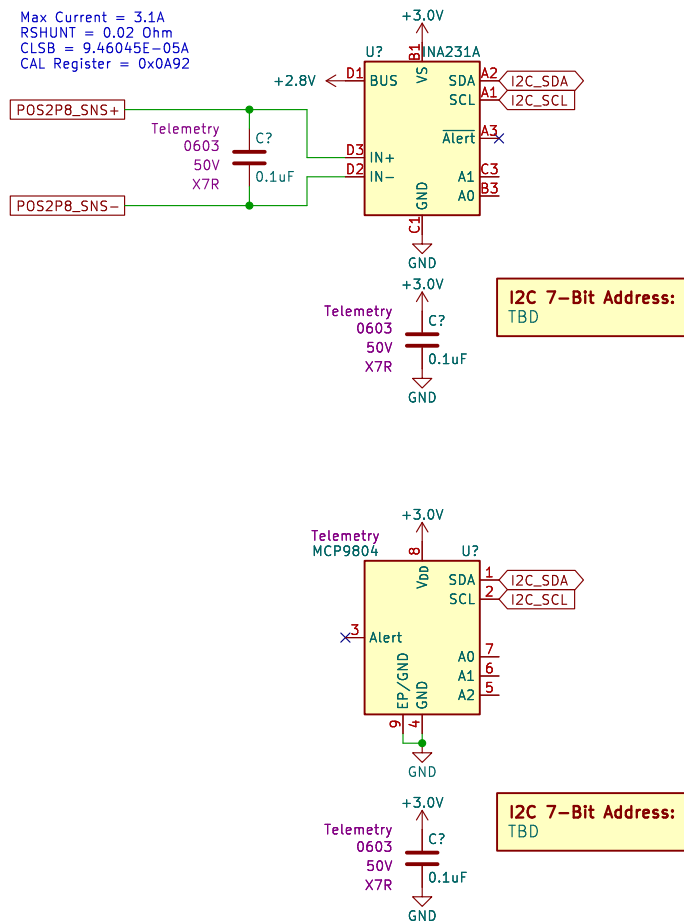 Max Current = 3.1A
RSHUNT = 0.02 Ohm
CLSB = 9.46045E-05A
CAL Register = 0x0A92
+3.0V
U?
B1
INA231A
+2.8V
D1
BUS
VS
SDA
A2
I2C_SDA
SCL
A1
I2C_SCL
POS2P8_SNS+
Telemetry
0603
50V
X7R
C?
0.1uF
Alert
A3
D3
IN+
D2
IN-
A1
C3
A0
B3
GND
C1
POS2P8_SNS-
GND
+3.0V
Telemetry
0603
50V
X7R
C?
0.1uF
GND
I2C 7-Bit Address:
TBD
+3.0V
Telemetry
MCP9804
8
U?
VDD
SDA
1
I2C_SDA
SCL
2
I2C_SCL
3
Alert
A0
7
A1
6
A2
5
EP/GND
GND
9
4
GND
+3.0V
Telemetry
0603
50V
X7R
C?
0.1uF
GND
I2C 7-Bit Address:
TBD